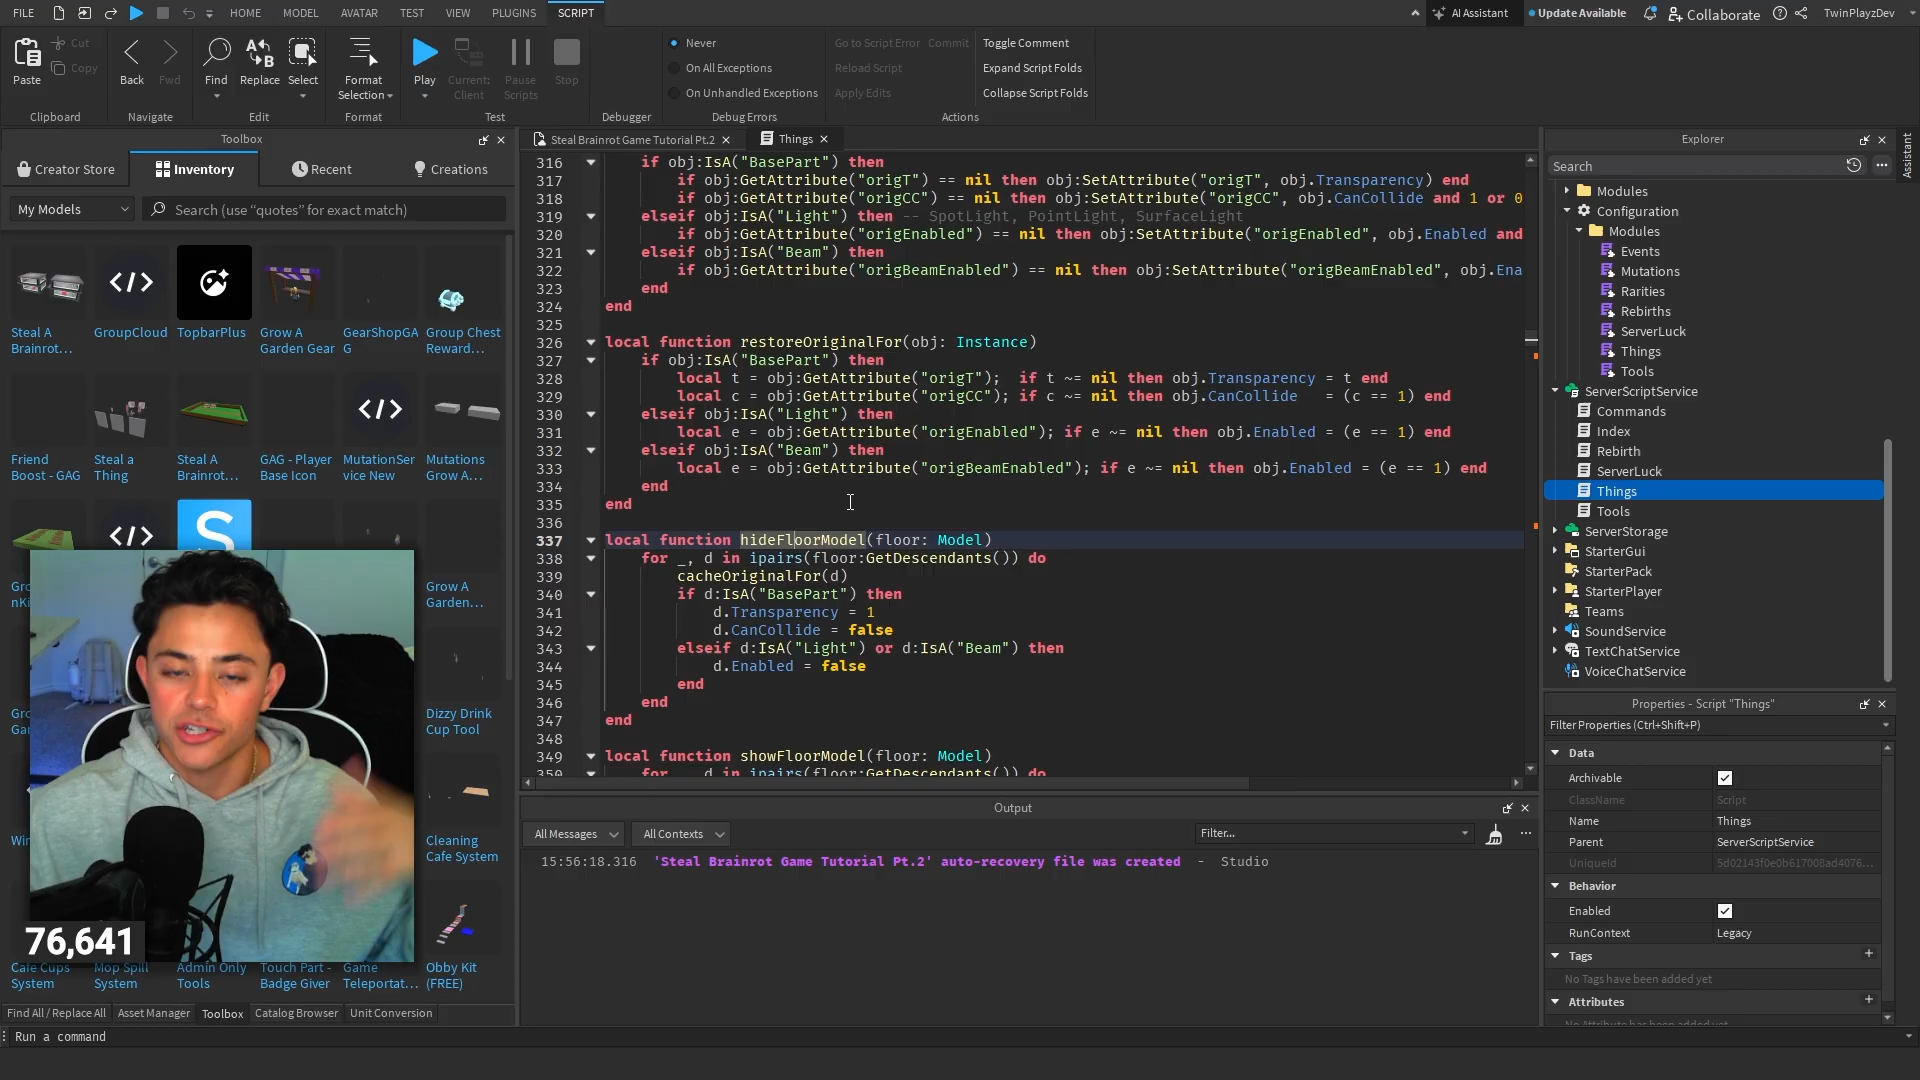 FILE
HOME
MODEL
AVATAR
TEST
VIEW
PLUGINS
SCRIPT
AI Assistant
Update Available
Collaborate
TwinPlayzDev
Paste
Cut
Copy
Back
Fwd
Find
Replace
Select
Format
Selection
Play
Current:
Client
Pause
Scripts
Stop
Never
On All Exceptions
On Unhandled Exceptions
Go to Script Error
Commit
Reload Script
Apply Edits
Toggle Comment
Expand Script Folds
Collapse Script Folds
Clipboard
Navigate
Edit
Format
Test
Debugger
Debug Errors
Actions
Toolbox
Creator Store
Inventory
Recent
Creations
My Models
Search (use “quotes” for exact match)
Steal A
Brainrot...
GroupCloud
TopbarPlus
Grow A
Garden Gear
GearShopGA
G
Group Chest
Reward...
Friend
Boost - GAG
Steal a
Thing
Steal A
Brainrot...
GAG - Player
Base Icon
MutationSer
vice New
Mutations
Grow A...
Grow A
Garden...
Dizzy Drink
Cup Tool
Cleaning
Cafe System
76,641
Cafe Cups
System
Mop Spill
System
Admin Only
Tools
Touch Part -
Badge Giver
Game
Teleportat...
Obby Kit
(FREE)
Find All / Replace All
Asset Manager
Toolbox
Catalog Browser
Unit Conversion
Run a command
Steal Brainrot Game Tutorial Pt.2
Things
316 if obj:IsA("BasePart") then
317 if obj:GetAttribute("origT") == nil then obj:SetAttribute("origT", obj.Transparency) end
318 if obj:GetAttribute("origCC") == nil then obj:SetAttribute("origCC", obj.CanCollide and 1 or 0
319 elseif obj:IsA("Light") then -- SpotLight, PointLight, SurfaceLight
320 if obj:GetAttribute("origEnabled") == nil then obj:SetAttribute("origEnabled", obj.Enabled and
321 elseif obj:IsA("Beam") then
322 if obj:GetAttribute("origBeamEnabled") == nil then obj:SetAttribute("origBeamEnabled", obj.Ena
323 end
324 end
325
326 local function restoreOriginalFor(obj: Instance)
327 if obj:IsA("BasePart") then
328 local t = obj:GetAttribute("origT"); if t ~= nil then obj.Transparency = t end
329 local c = obj:GetAttribute("origCC"); if c ~= nil then obj.CanCollide = (c == 1) end
330 elseif obj:IsA("Light") then
331 local e = obj:GetAttribute("origEnabled"); if e ~= nil then obj.Enabled = (e == 1) end
332 elseif obj:IsA("Beam") then
333 local e = obj:GetAttribute("origBeamEnabled"); if e ~= nil then obj.Enabled = (e == 1) end
334 end
335 end
336
337 local function hideFloorModel(floor: Model)
338 for _, d in ipairs(floor:GetDescendants()) do
339 cacheOriginalFor(d)
340 if d:IsA("BasePart") then
341 d.Transparency = 1
342 d.CanCollide = false
343 elseif d:IsA("Light") or d:IsA("Beam") then
344 d.Enabled = false
345 end
346 end
347 end
348
349 local function showFloorModel(floor: Model)
350 for _, d in ipairs(floor:GetDescendants()) do
Output
All Messages
All Contexts
Filter...
15:56:18.316 'Steal Brainrot Game Tutorial Pt.2' auto-recovery file was created - Studio
Explorer
Assistant
Search
Modules
Configuration
Modules
Events
Mutations
Rarities
Rebirths
ServerLuck
Things
Tools
ServerScriptService
Commands
Index
Rebirth
ServerLuck
Things
Tools
ServerStorage
StarterGui
StarterPack
StarterPlayer
Teams
SoundService
TextChatService
VoiceChatService
Properties - Script "Things"
Filter Properties (Ctrl+Shift+P)
Data
Archivable
ClassName Script
Name Things
Parent ServerScriptService
UniqueId 5d02143f0e0b617008ad4076...
Behavior
Enabled
RunContext Legacy
Tags
No Tags have been added yet
Attributes
No Attribute has been added yet